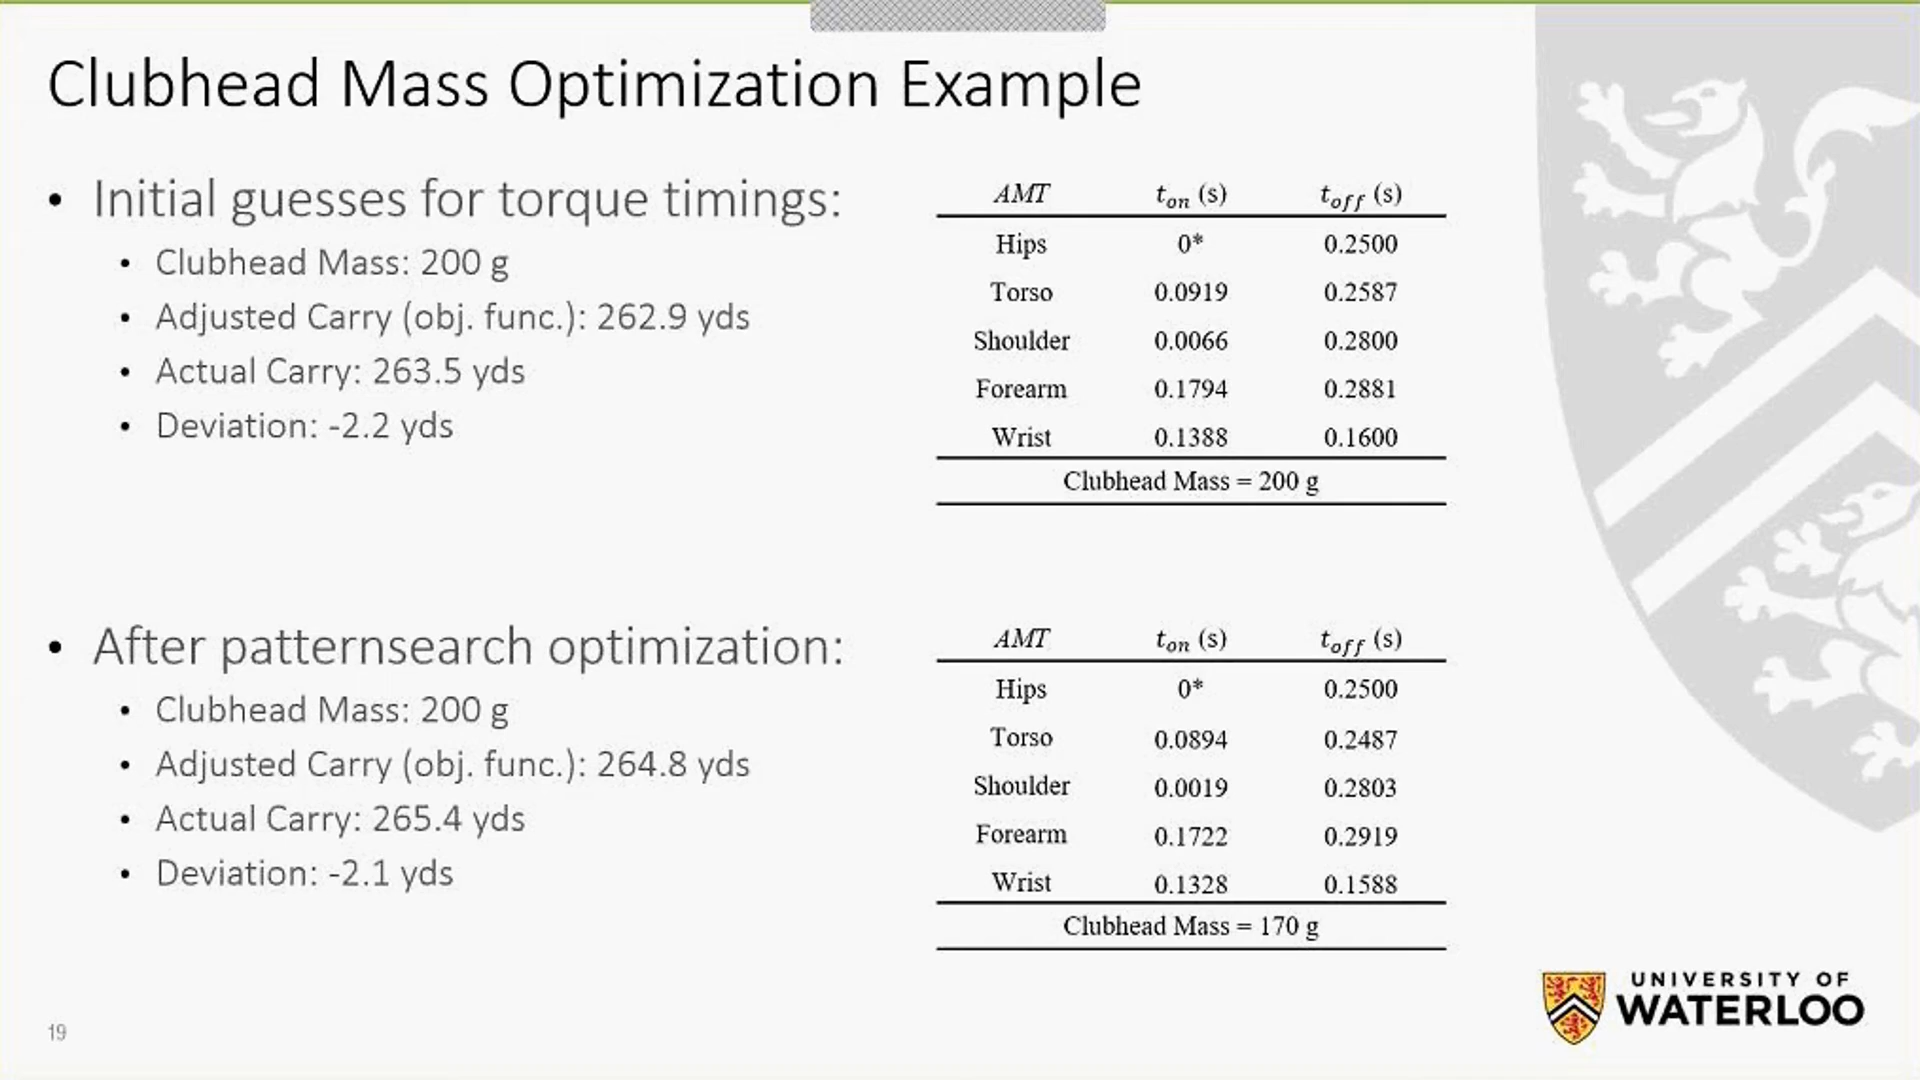 Clubhead Mass Optimization Example
• Initial guesses for torque timings:
• Clubhead Mass: 200 g
• Adjusted Carry (obj. func.): 262.9 yds
• Actual Carry: 263.5 yds
• Deviation: -2.2 yds
AMT t_on (s) t_off (s)
Hips 0* 0.2500
Torso 0.0919 0.2587
Shoulder 0.0066 0.2800
Forearm 0.1794 0.2881
Wrist 0.1388 0.1600
Clubhead Mass = 200 g
• After patternsearch optimization:
• Clubhead Mass: 200 g
• Adjusted Carry (obj. func.): 264.8 yds
• Actual Carry: 265.4 yds
• Deviation: -2.1 yds
AMT t_on (s) t_off (s)
Hips 0* 0.2500
Torso 0.0894 0.2487
Shoulder 0.0019 0.2803
Forearm 0.1722 0.2919
Wrist 0.1328 0.1588
Clubhead Mass = 170 g
19
UNIVERSITY OF
WATERLOO